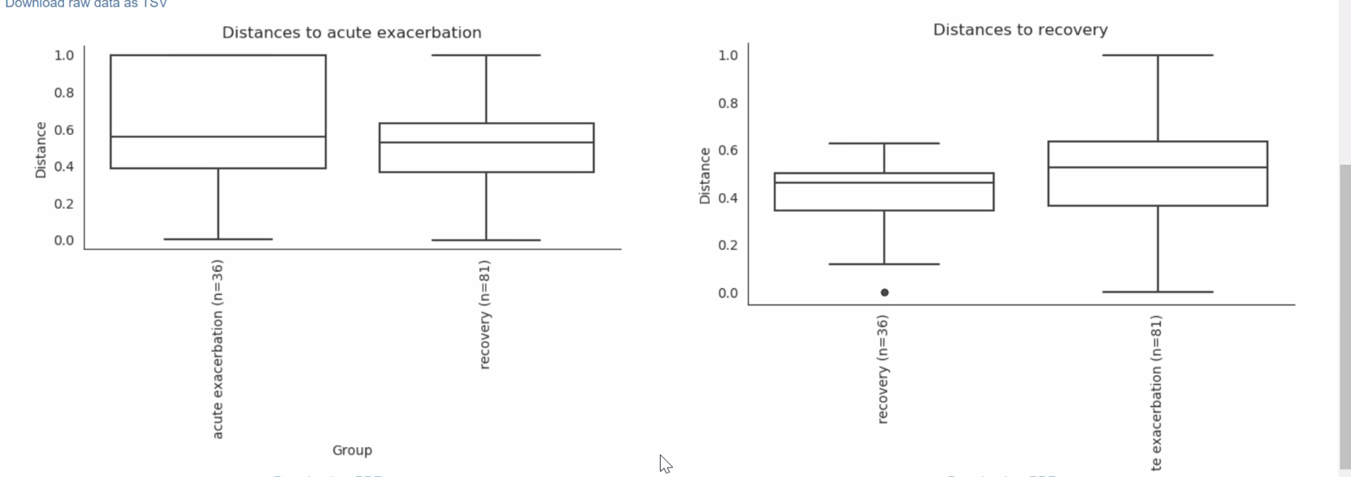 Download raw data as TSV
Distances to acute exacerbation
1.0
0.8
0.6
0.4
0.2
0.0
Distance
acute exacerbation (n=36)
recovery (n=81)
Group
Distances to recovery
1.0
0.8
0.6
0.4
0.2
0.0
Distance
recovery (n=36)
te exacerbation (n=81)